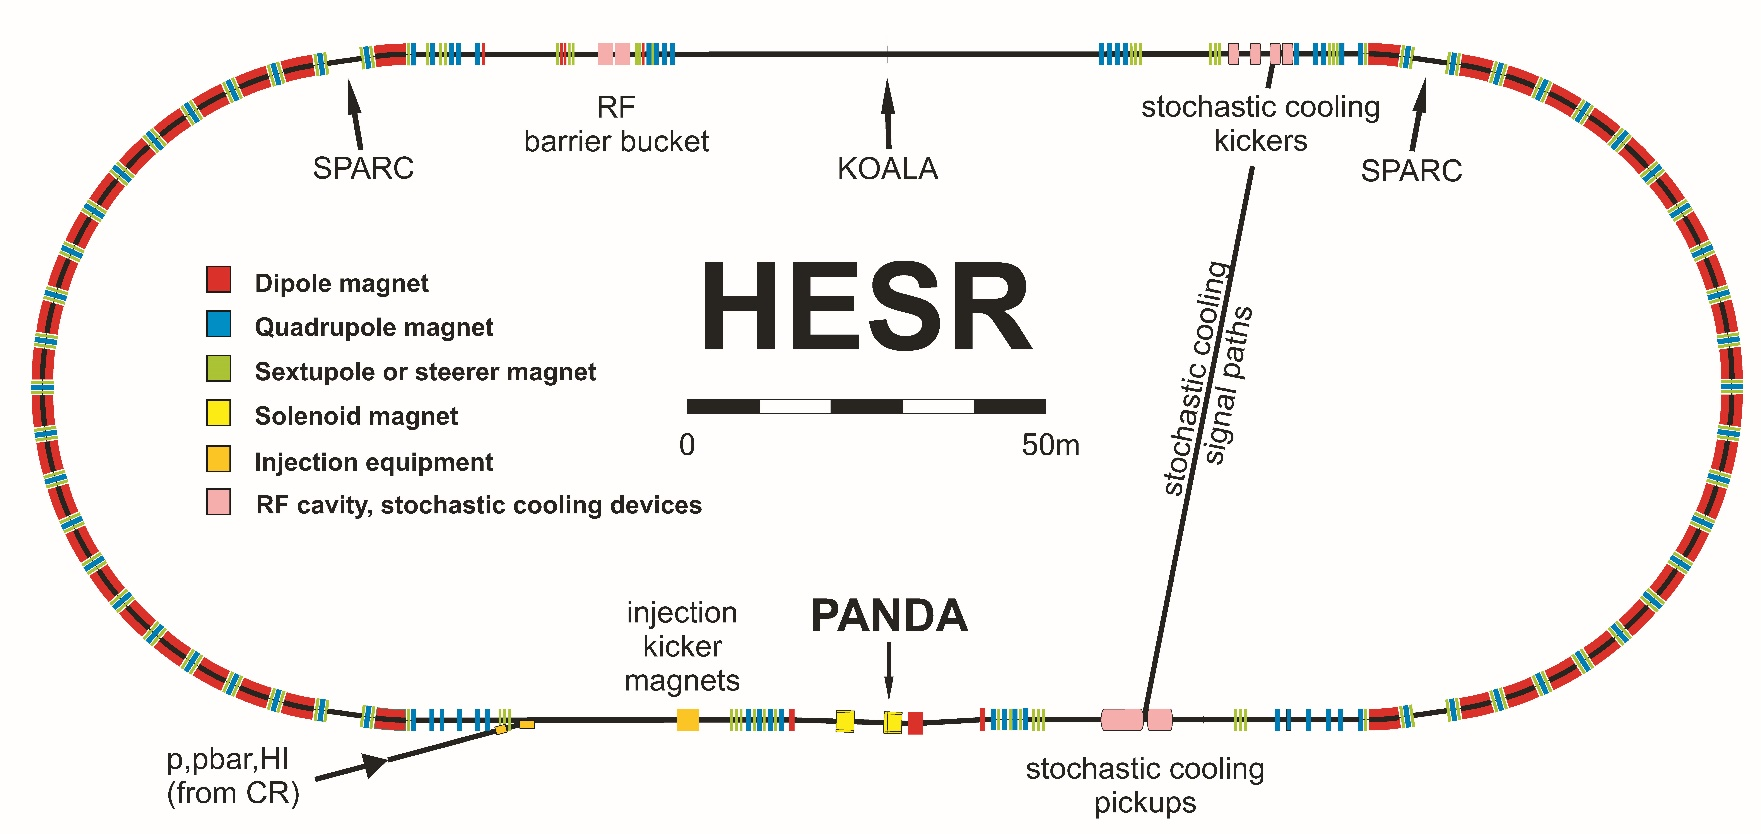 RF
barrier bucket
SPARC
KOALA
stochastic cooling
kickers
SPARC
HESR
0
50m
Dipole magnet
Quadrupole magnet
Sextupole or steerer magnet
Solenoid magnet
Injection equipment
RF cavity, stochastic cooling devices
stochastic cooling
signal paths
injection
kicker
magnets
PANDA
p,pbar,HI
(from CR)
stochastic cooling
pickups